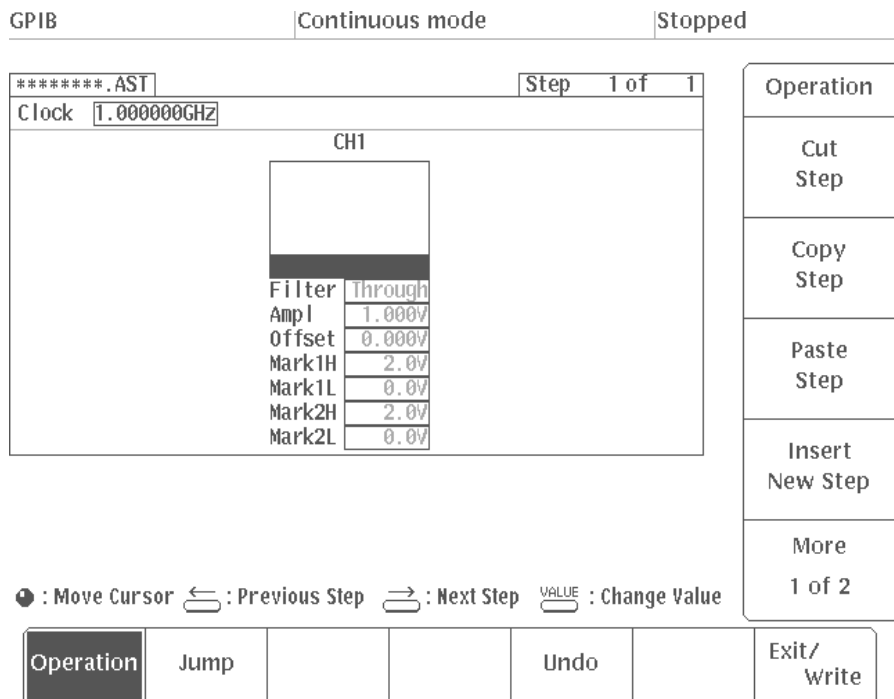 GPIB Continuous mode Stopped
********.AST Step 1 of 1
Clock 1.000000GHz
CH1
Filter Through
Ampl 1.000V
Offset 0.000V
Mark1H 2.0V
Mark1L 0.0V
Mark2H 2.0V
Mark2L 0.0V
Operation
Cut
Step
Copy
Step
Paste
Step
Insert
New Step
More
1 of 2
: Move Cursor : Previous Step : Next Step VALUE : Change Value
Operation Jump Undo Exit/
Write